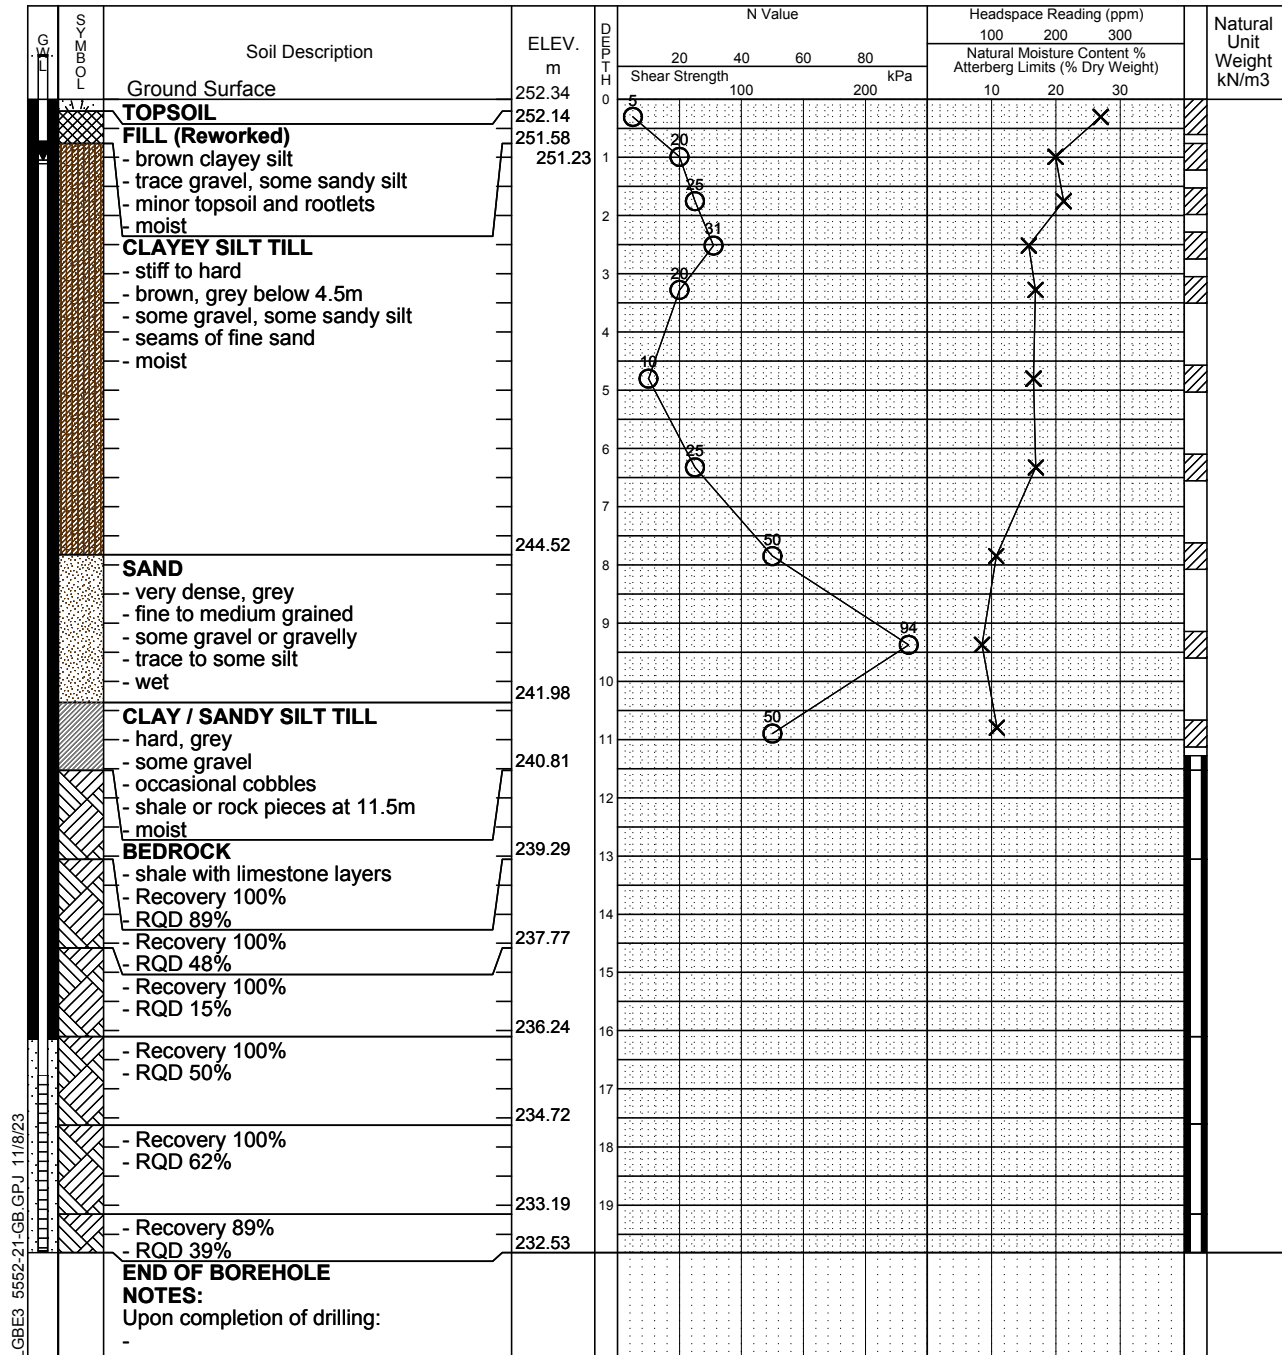 GWL
SYMBOL
Soil Description
ELEV.
m
DEPTH
N Value
20 40 60 80
Shear Strength kPa
100 200
Headspace Reading (ppm)
100 200 300
Natural Moisture Content %
Atterberg Limits (% Dry Weight)
10 20 30
Natural
Unit
Weight
kN/m3
Ground Surface 252.34
0
TOPSOIL 252.14
5
FILL (Reworked) 251.58
- brown clayey silt 251.23
20
1
- trace gravel, some sandy silt
25
- minor topsoil and rootlets
2
- moist
31
CLAYEY SILT TILL
- stiff to hard
3
20
- brown, grey below 4.5m
- some gravel, some sandy silt
- seams of fine sand
4
- moist
10
5
6
25
7
244.52
50
8
SAND
- very dense, grey
- fine to medium grained
9
- some gravel or gravelly
94
- trace to some silt
- wet
10
241.98
CLAY / SANDY SILT TILL
50
- hard, grey
11
- some gravel 240.81
- occasional cobbles
12
- shale or rock pieces at 11.5m
- moist
BEDROCK 239.29
13
- shale with limestone layers
- Recovery 100%
14
- RQD 89%
- Recovery 100% 237.77
- RQD 48%
15
- Recovery 100%
- RQD 15%
236.24
16
- Recovery 100%
- RQD 50%
17
234.72
- Recovery 100%
18
- RQD 62%
233.19
19
- Recovery 89%
- RQD 39% 232.53
END OF BOREHOLE
NOTES:
Upon completion of drilling:
-
LGBE3 5552-21-GB.GPJ 11/8/23